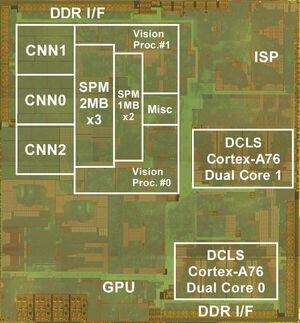 DDR I/F
Vision
Proc.#1
CNN1
ISP
SPM
2MB
x3
SPM
1MB
x2
CNN0
Misc
CNN2
DCLS
Cortex-A76
Dual Core 1
Vision
Proc. #0
DCLS
Cortex-A76
Dual Core 0
GPU
DDR I/F